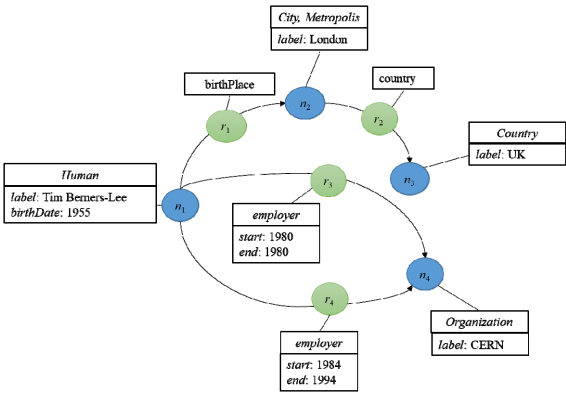 City, Metropolis
label: London
birthPlace
country
n2
r1
r2
Country
label: UK
Human
label: Tim Berners-Lee
birthDate: 1955
n1
r3
n3
employer
start: 1980
end: 1980
n4
r4
Organization
label: CERN
employer
start: 1984
end: 1994